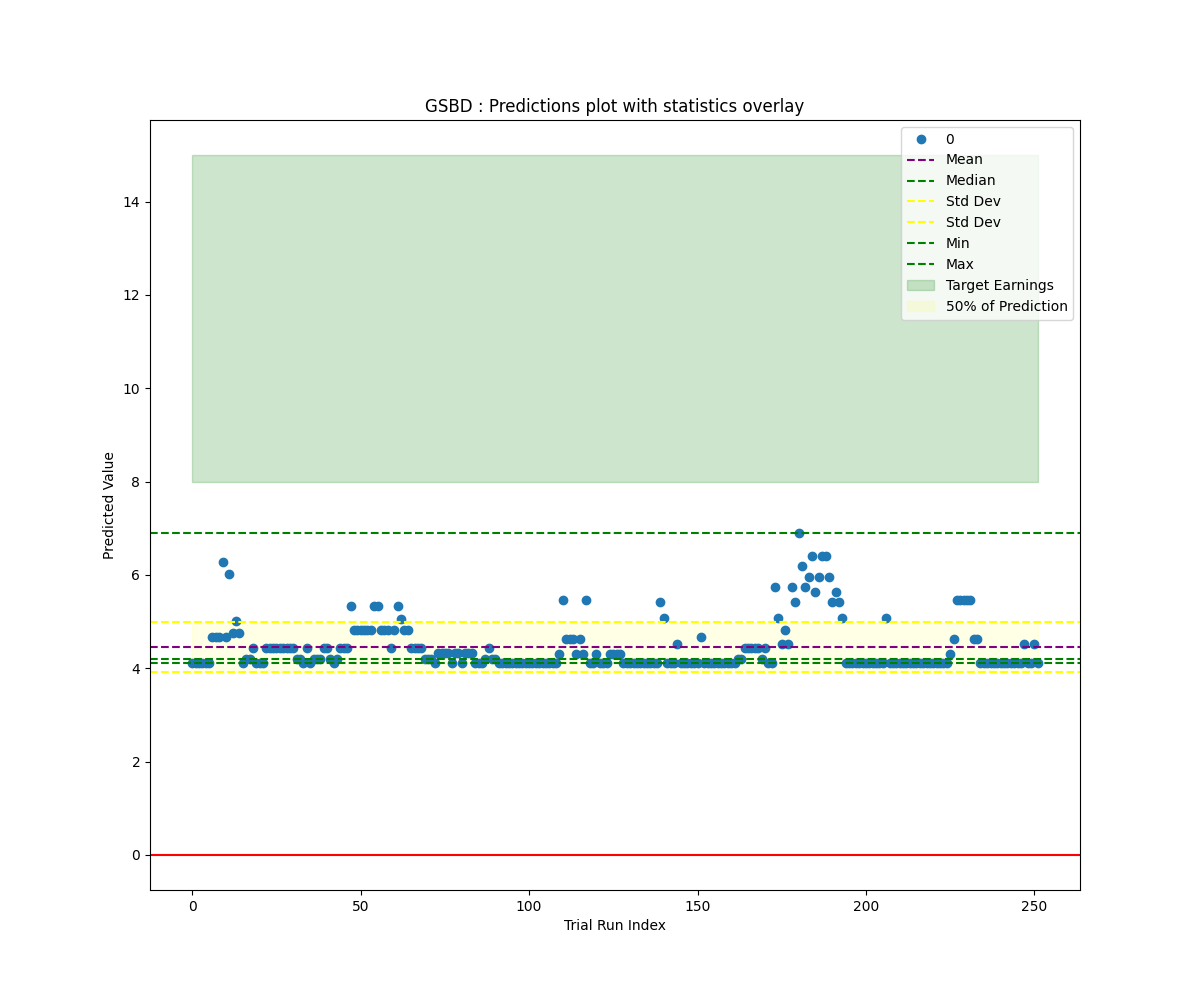 GSBD : Predictions plot with statistics overlay
0
Mean
Median
Std Dev
Std Dev
Min
Max
Target Earnings
50% of Prediction
14
12
10
8
6
4
2
0
Predicted Value
0 50 100 150 200 250
Trial Run Index